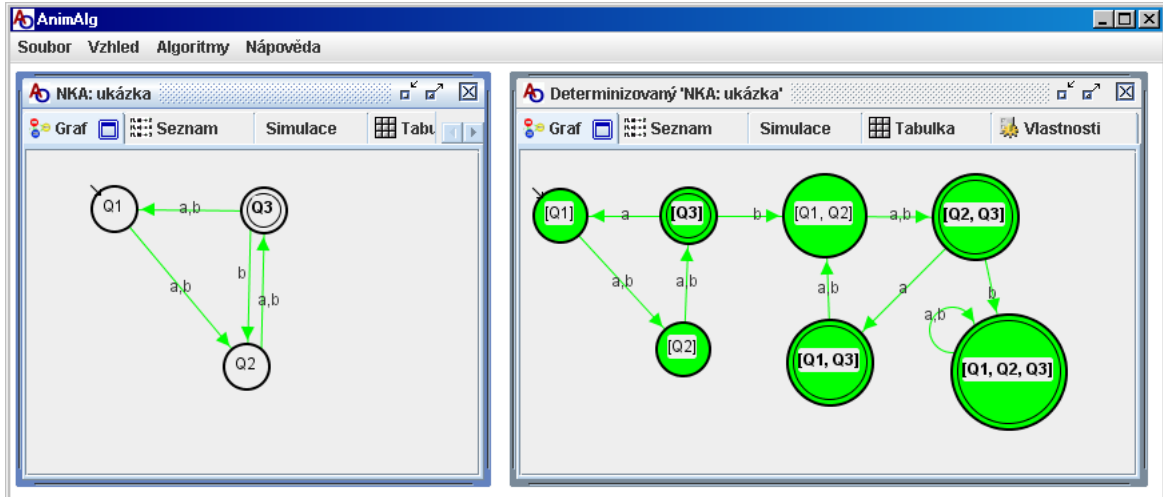 AnimAlg
Soubor Vzhled Algoritmy Nápověda
NKA: ukázka
Graf Seznam Simulace Tabu
Q1 a,b Q3
b
a,b a,b
Q2
Determinizovaný 'NKA: ukázka'
Graf Seznam Simulace Tabulka Vlastnosti
[Q1] a [Q3] b [Q1, Q2] a,b [Q2, Q3]
a,b a,b a,b a b
a,b
[Q2] [Q1, Q3] [Q1, Q2, Q3]